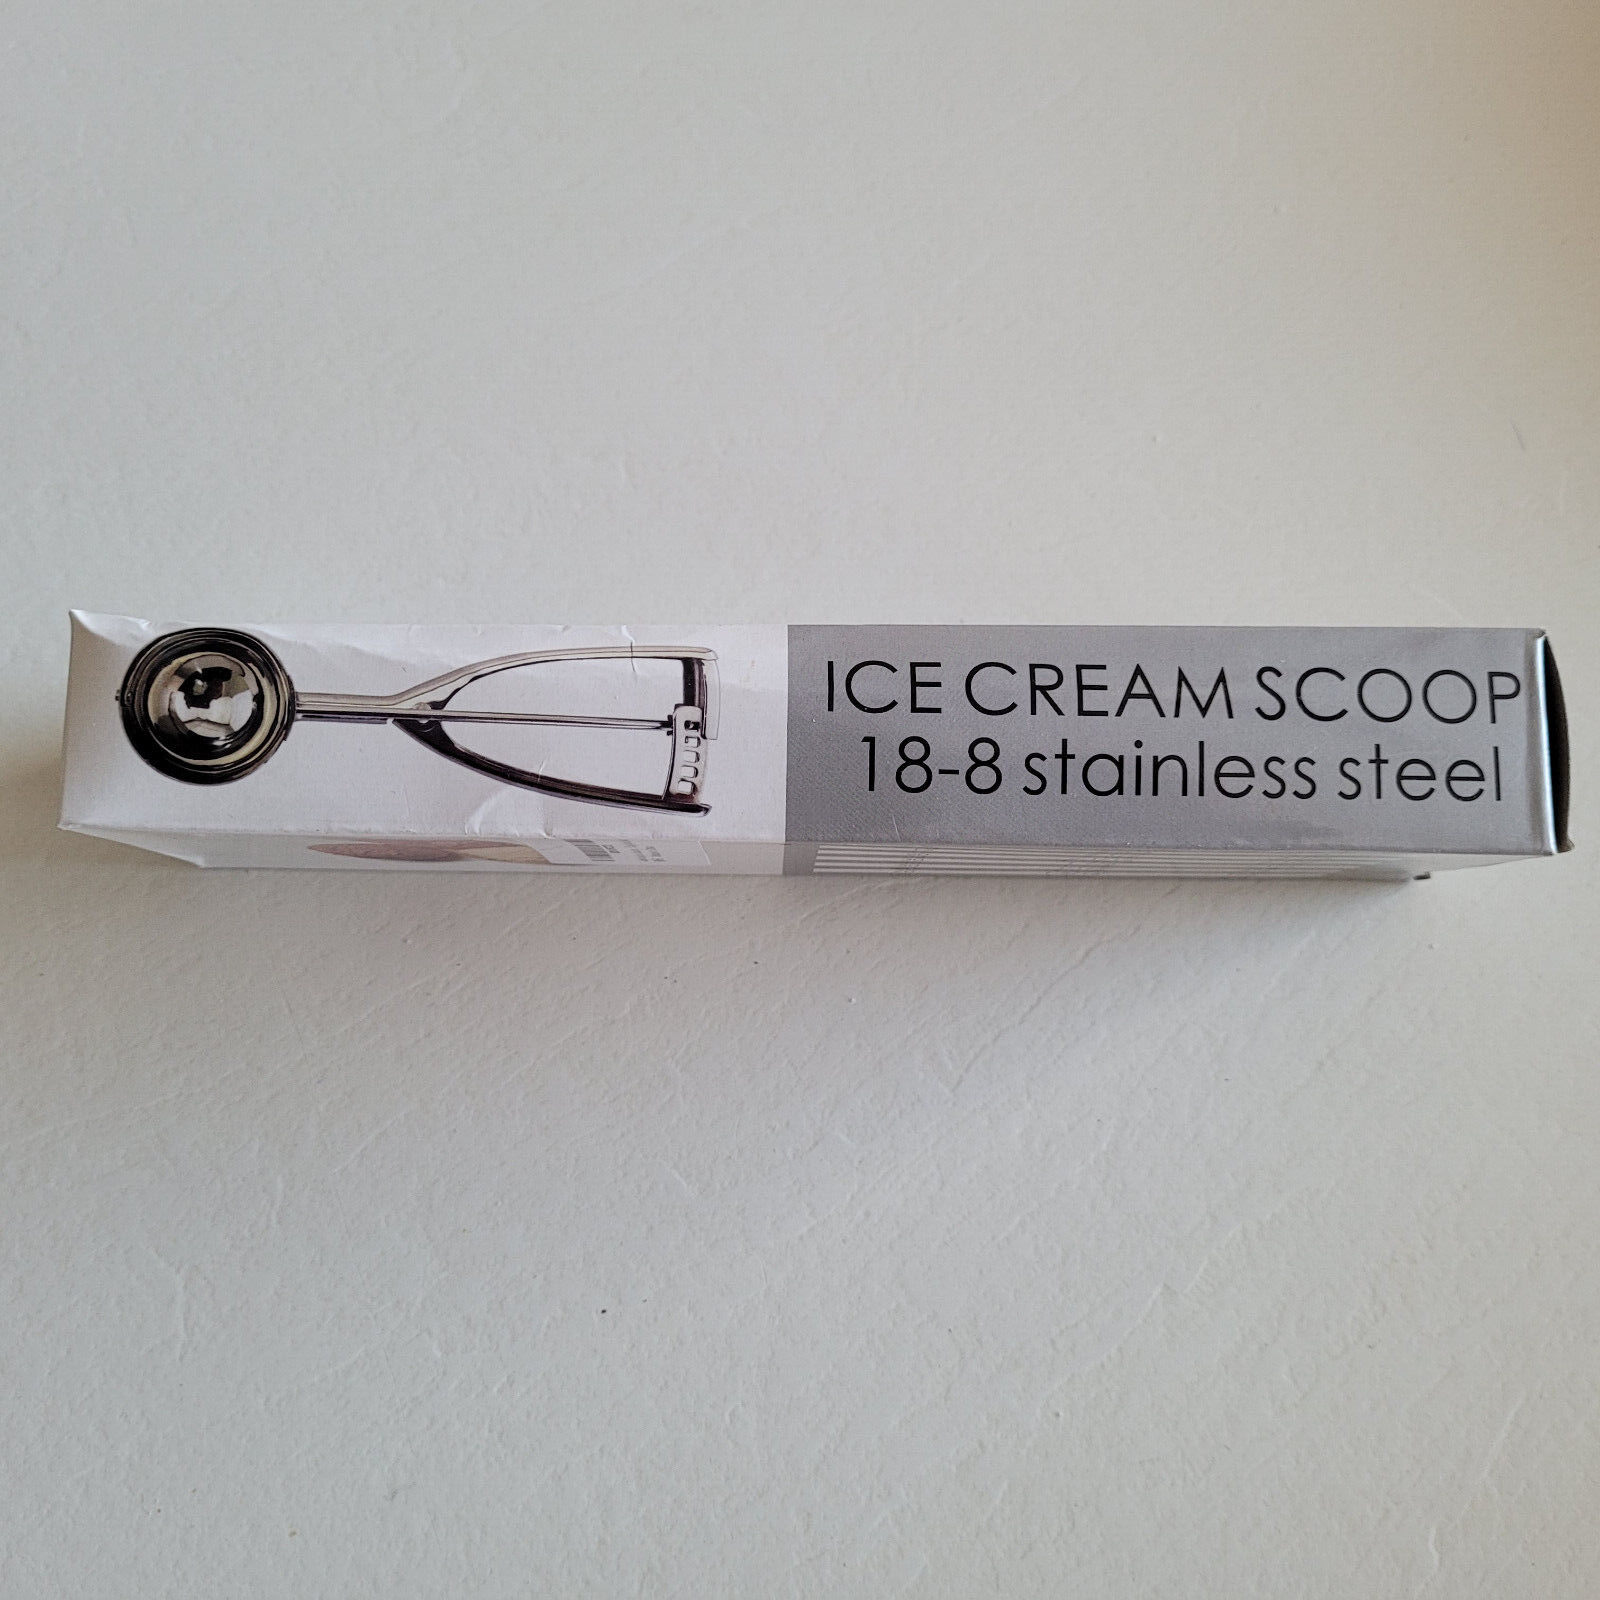 ICE CREAM SCOOP
18-8 stainless steel